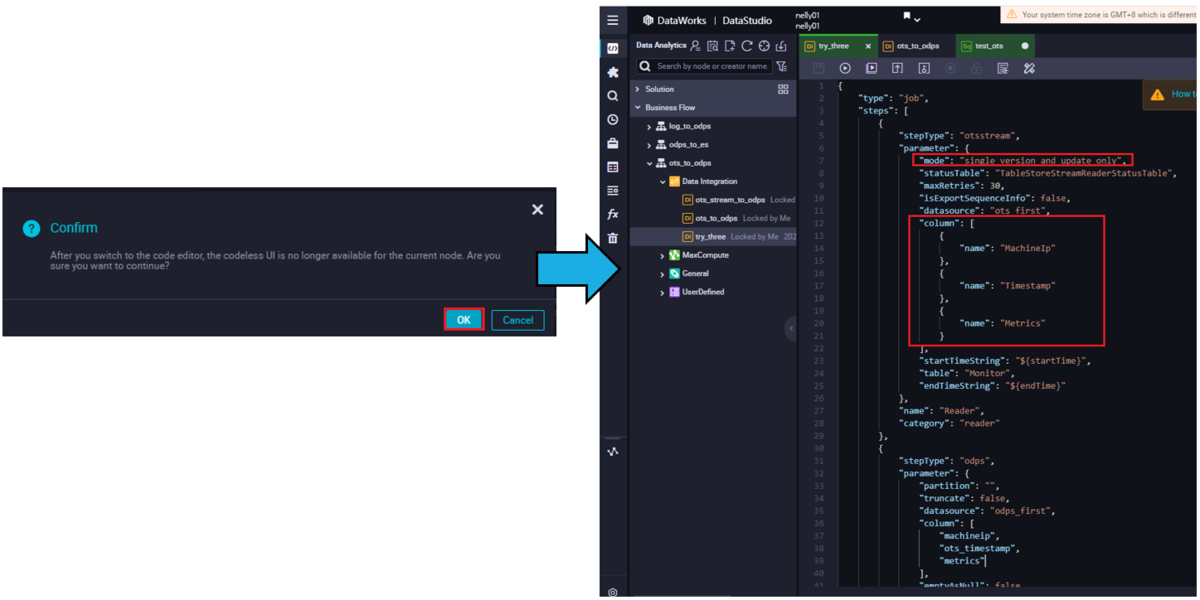 Confirm
After you switch to the code editor, the codeless UI is no longer available for the current node. Are you
sure you want to continue?
OK
Cancel
DataWorks | DataStudio
nelly01
nelly01
Your system time zone is GMT+8 which is different
Data Analytics
Search by node or creator name.
Solution
Business Flow
log_to_odps
odps_to_es
ots_to_odps
Data Integration
ots_stream_to_odps Locked
ots_to_odps Locked by Me
try_three Locked by Me 202
MaxCompute
General
UserDefined
fx
DI try_three ×
DI ots_to_odps
Sq test_ots
How to
1 {
2 "type": "job",
3 "steps": [
4 {
5 "stepType": "otsstream",
6 "parameter": {
7 "mode": "single_version_and_update_only",
8 "statusTable": "TableStoreStreamReaderStatusTable",
9 "maxRetries": 30,
10 "isExportSequenceInfo": false,
11 "datasource": "ots_first",
12 "column": [
13 {
14 "name": "MachineIp"
15 },
16 {
17 "name": "Timestamp"
18 },
19 {
20 "name": "Metrics"
21 }
22 ],
23 "startTimeString": "${startTime}",
24 "table": "Monitor",
25 "endTimeString": "${endTime}"
26 },
27 "name": "Reader",
28 "category": "reader"
29 },
30 {
31 "stepType": "odps",
32 "parameter": {
33 "partition": "",
34 "truncate": false,
35 "datasource": "odps_first",
36 "column": [
37 "machineip",
38 "ots_timestamp",
39 "metrics"
40 ],
41 "emptyAsNull": false